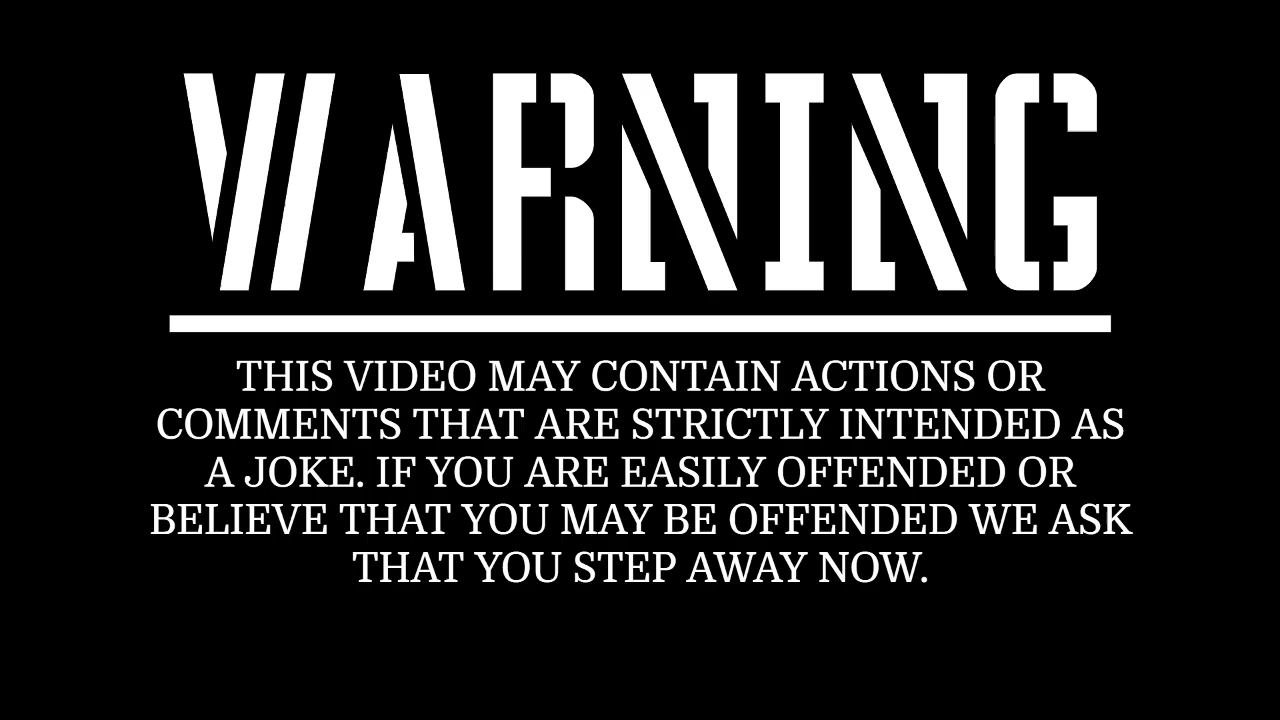 WARNING
THIS VIDEO MAY CONTAIN ACTIONS OR
COMMENTS THAT ARE STRICTLY INTENDED AS
A JOKE. IF YOU ARE EASILY OFFENDED OR
BELIEVE THAT YOU MAY BE OFFENDED WE ASK
THAT YOU STEP AWAY NOW.